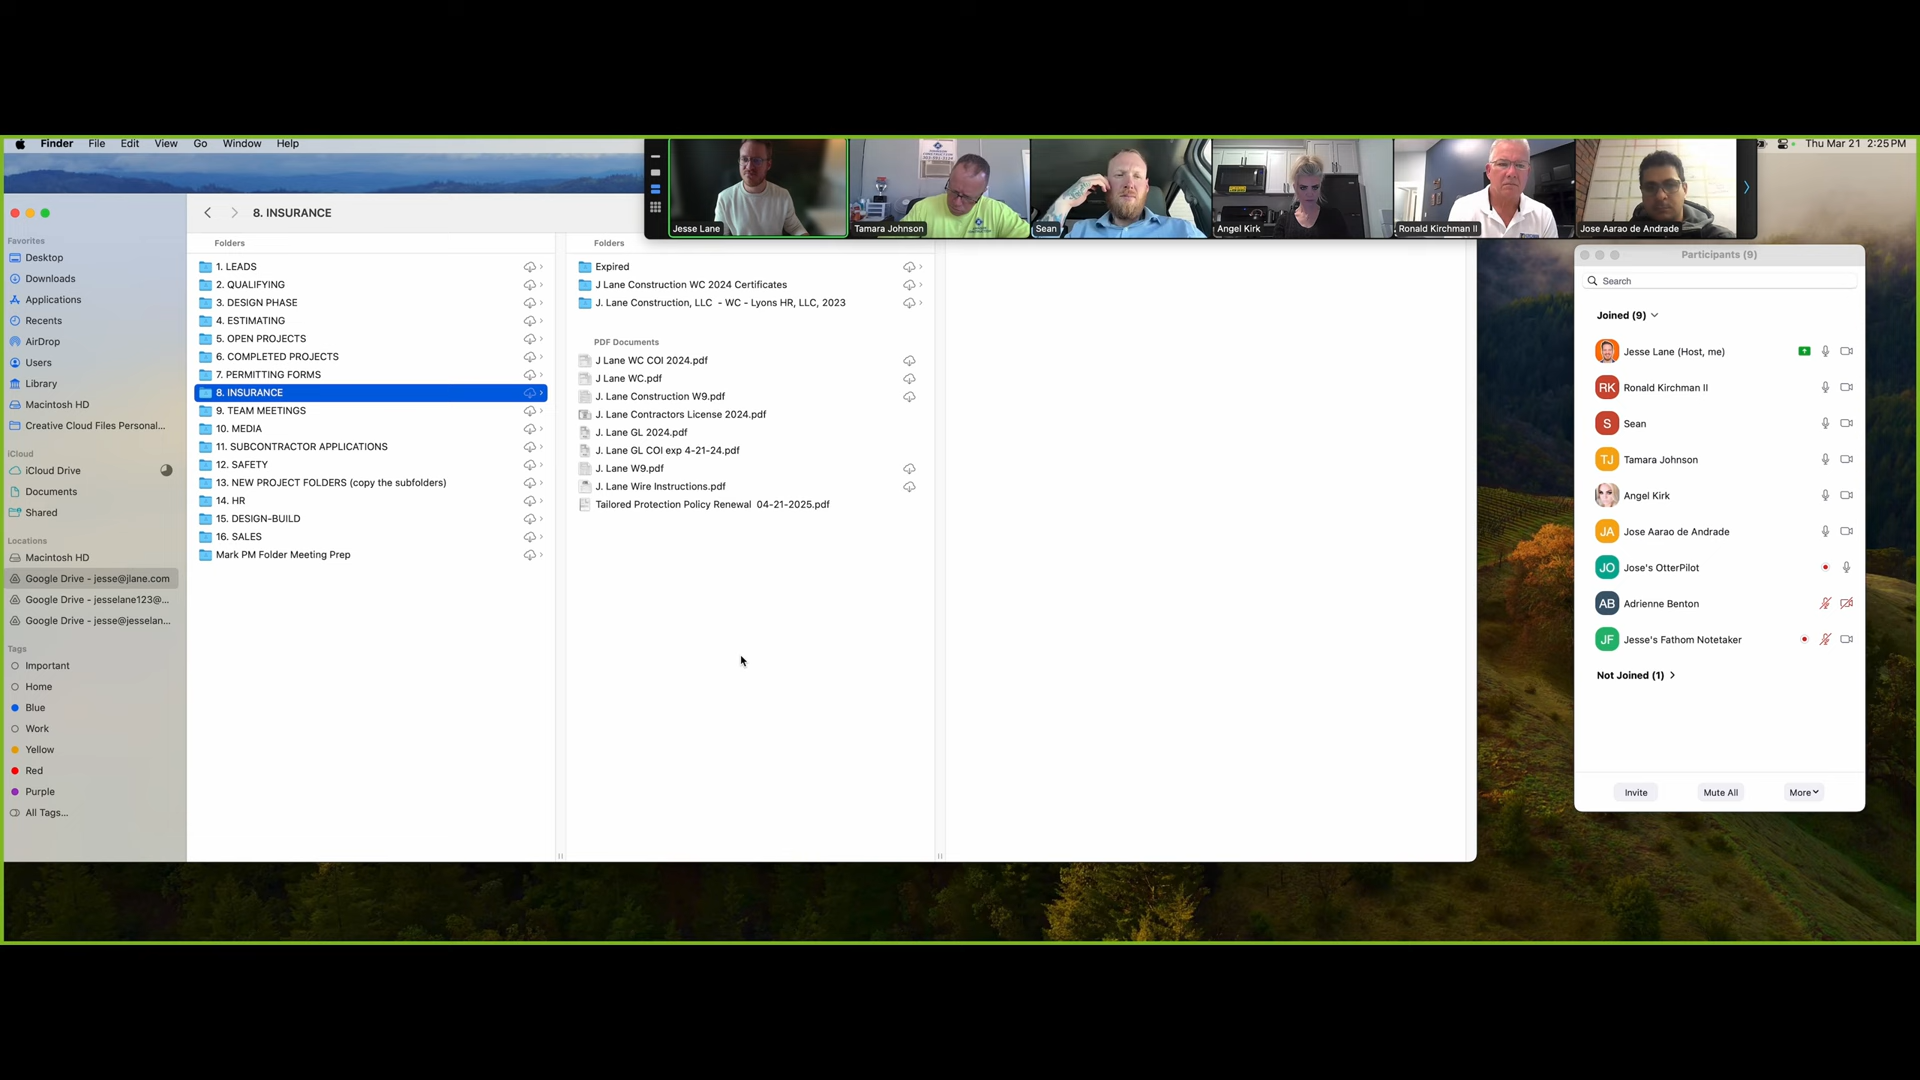 Finder File Edit View Go Window Help
Thu Mar 21 2:25 PM
Jesse Lane
Tamara Johnson
Sean
Angel Kirk
Ronald Kirchman II
Jose Aarao de Andrade
8. INSURANCE
Favorites
Desktop
Downloads
Applications
Recents
AirDrop
Users
Library
Macintosh HD
Creative Cloud Files Personal...
iCloud
iCloud Drive
Documents
Shared
Locations
Macintosh HD
Google Drive - jesse@jlane.com
Google Drive - jesselane123@...
Google Drive - jesse@jesselan...
Tags
Important
Home
Blue
Work
Yellow
Red
Purple
All Tags...
Folders
1. LEADS
2. QUALIFYING
3. DESIGN PHASE
4. ESTIMATING
5. OPEN PROJECTS
6. COMPLETED PROJECTS
7. PERMITTING FORMS
8. INSURANCE
9. TEAM MEETINGS
10. MEDIA
11. SUBCONTRACTOR APPLICATIONS
12. SAFETY
13. NEW PROJECT FOLDERS (copy the subfolders)
14. HR
15. DESIGN-BUILD
16. SALES
Mark PM Folder Meeting Prep
Folders
Expired
J Lane Construction WC 2024 Certificates
J. Lane Construction, LLC - WC - Lyons HR, LLC, 2023
PDF Documents
J Lane WC COI 2024.pdf
J Lane WC.pdf
J. Lane Construction W9.pdf
J. Lane Contractors License 2024.pdf
J. Lane GL 2024.pdf
J. Lane GL COI exp 4-21-24.pdf
J. Lane W9.pdf
J. Lane Wire Instructions.pdf
Tailored Protection Policy Renewal 04-21-2025.pdf
Participants (9)
Search
Joined (9)
Jesse Lane (Host, me)
RK Ronald Kirchman II
S Sean
TJ Tamara Johnson
Angel Kirk
JA Jose Aarao de Andrade
JO Jose's OtterPilot
AB Adrienne Benton
JF Jesse's Fathom Notetaker
Not Joined (1)
Invite Mute All More